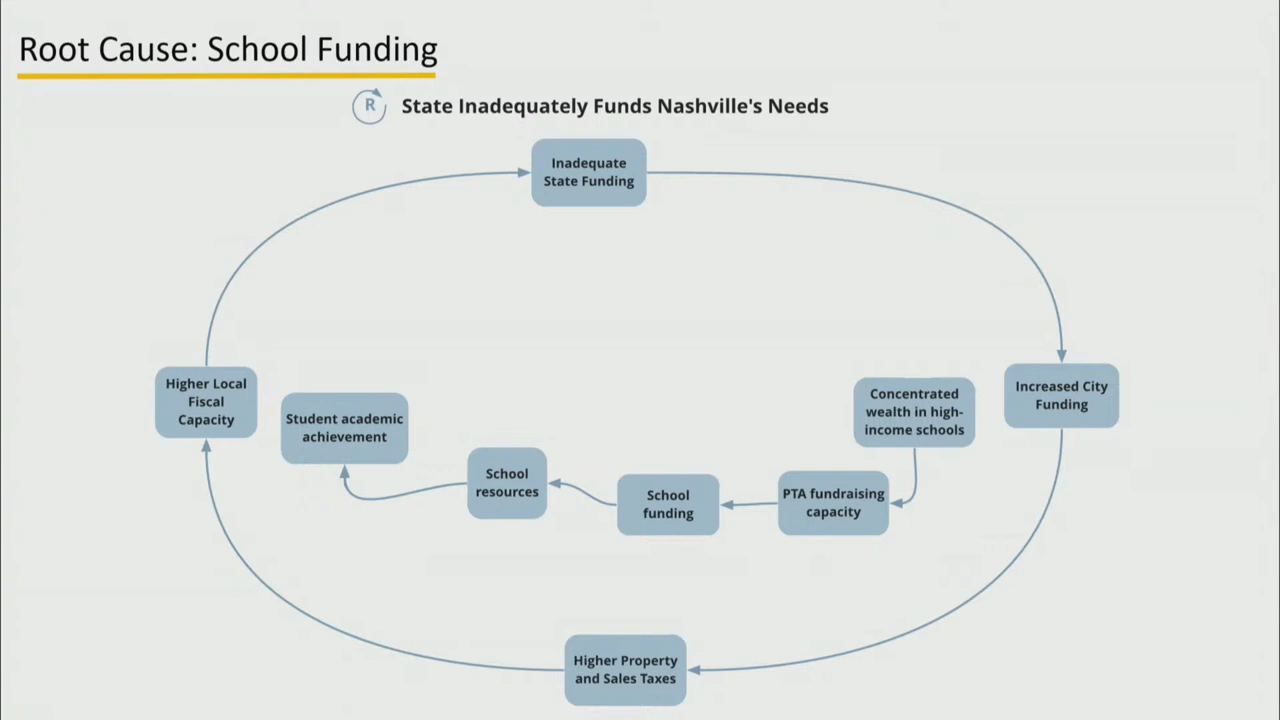 Root Cause: School Funding
R
State Inadequately Funds Nashville's Needs
Inadequate
State Funding
Higher Local
Fiscal
Capacity
Student academic
achievement
School
resources
School
funding
PTA fundraising
capacity
Concentrated
wealth in high-
income schools
Increased City
Funding
Higher Property
and Sales Taxes